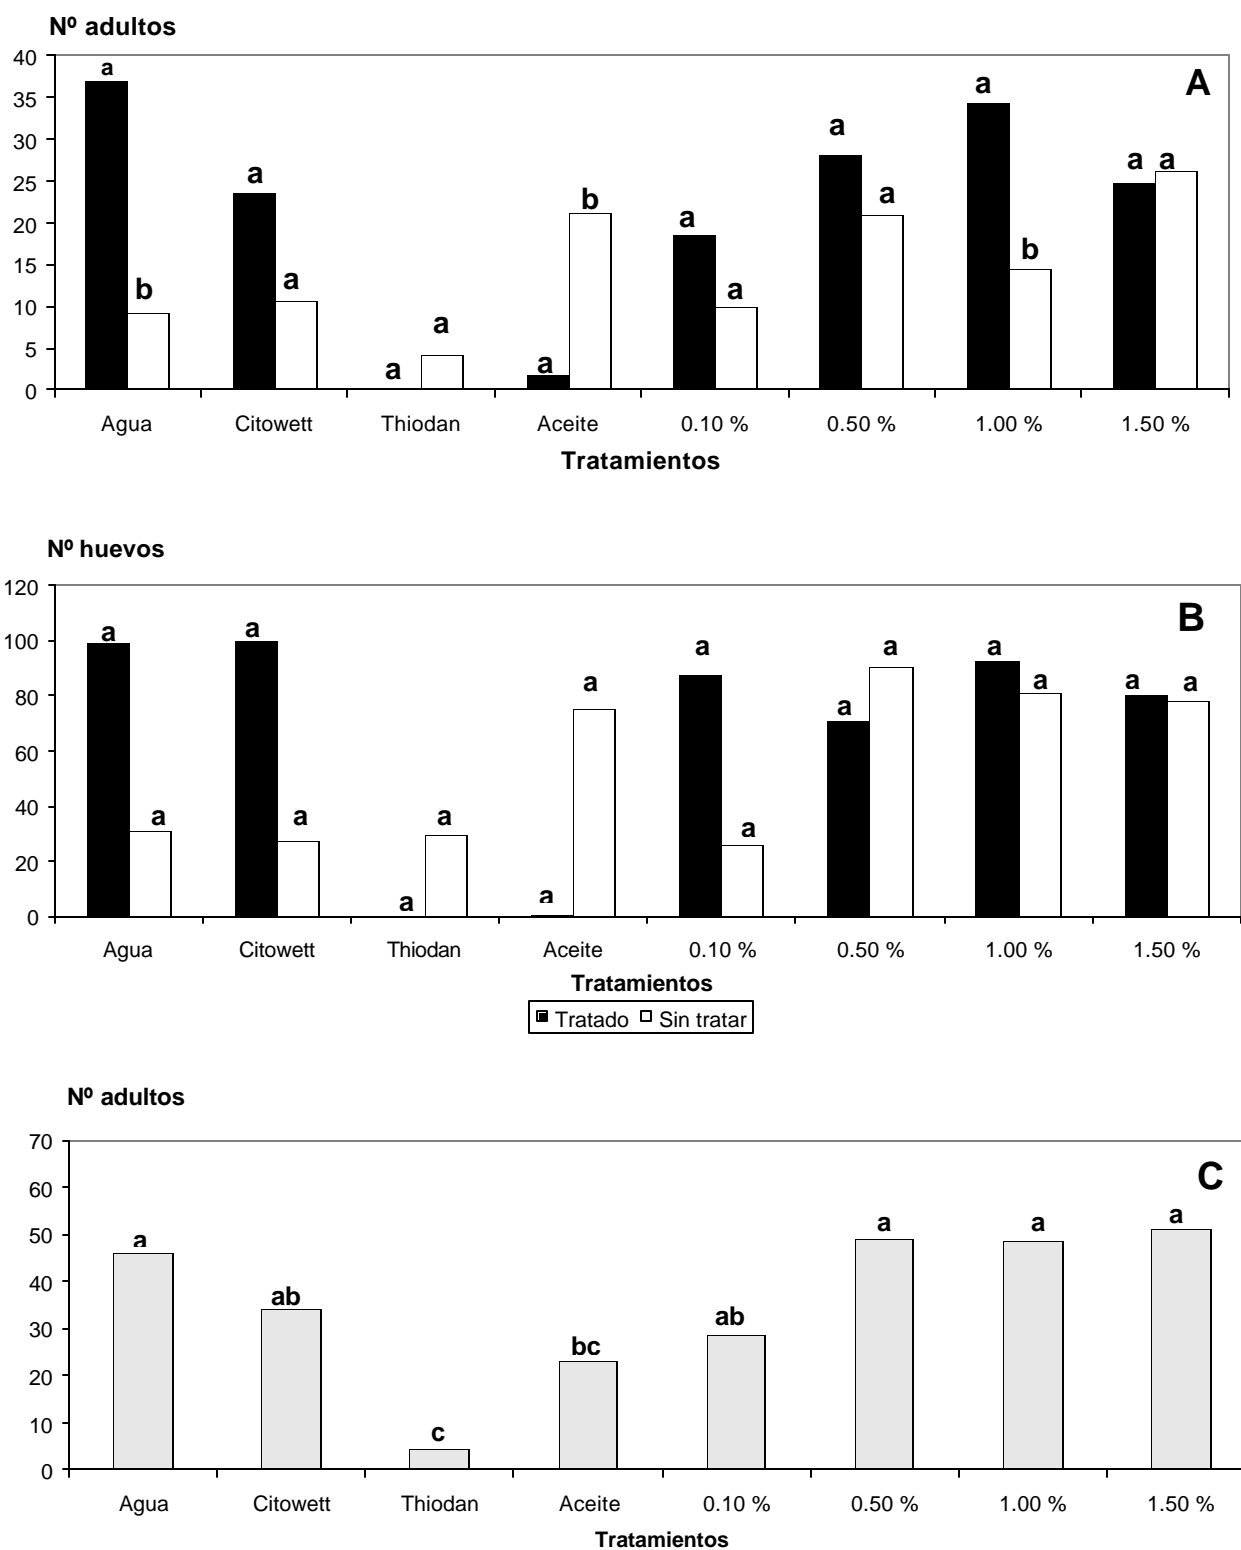 Nº adultos
A
40
35
30
25
20
15
10
5
0
a b a a a a b a a a a a b a a
a
Agua Citowett Thiodan Aceite 0.10 % 0.50 % 1.00 % 1.50 %
Tratamientos
Nº huevos
B
120
100
80
60
40
20
0
a a a a a a a a a a a a a a a a
Agua Citowett Thiodan Aceite 0.10 % 0.50 % 1.00 % 1.50 %
Tratamientos
Tratado Sin tratar
Nº adultos
C
70
60
50
40
30
20
10
0
a ab c bc ab a a a
Agua Citowett Thiodan Aceite 0.10 % 0.50 % 1.00 % 1.50 %
Tratamientos